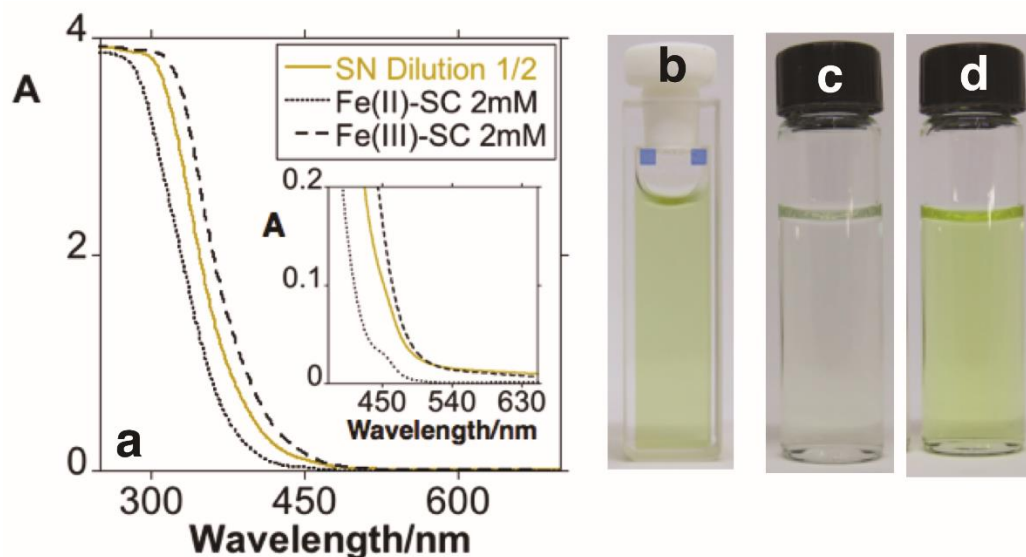 4
A
SN Dilution 1/2
Fe(II)-SC 2mM
Fe(III)-SC 2mM
0.2
A
0.1
0
450 540 630
Wavelength/nm
2
0
a
300 450 600
Wavelength/nm
b
c
d